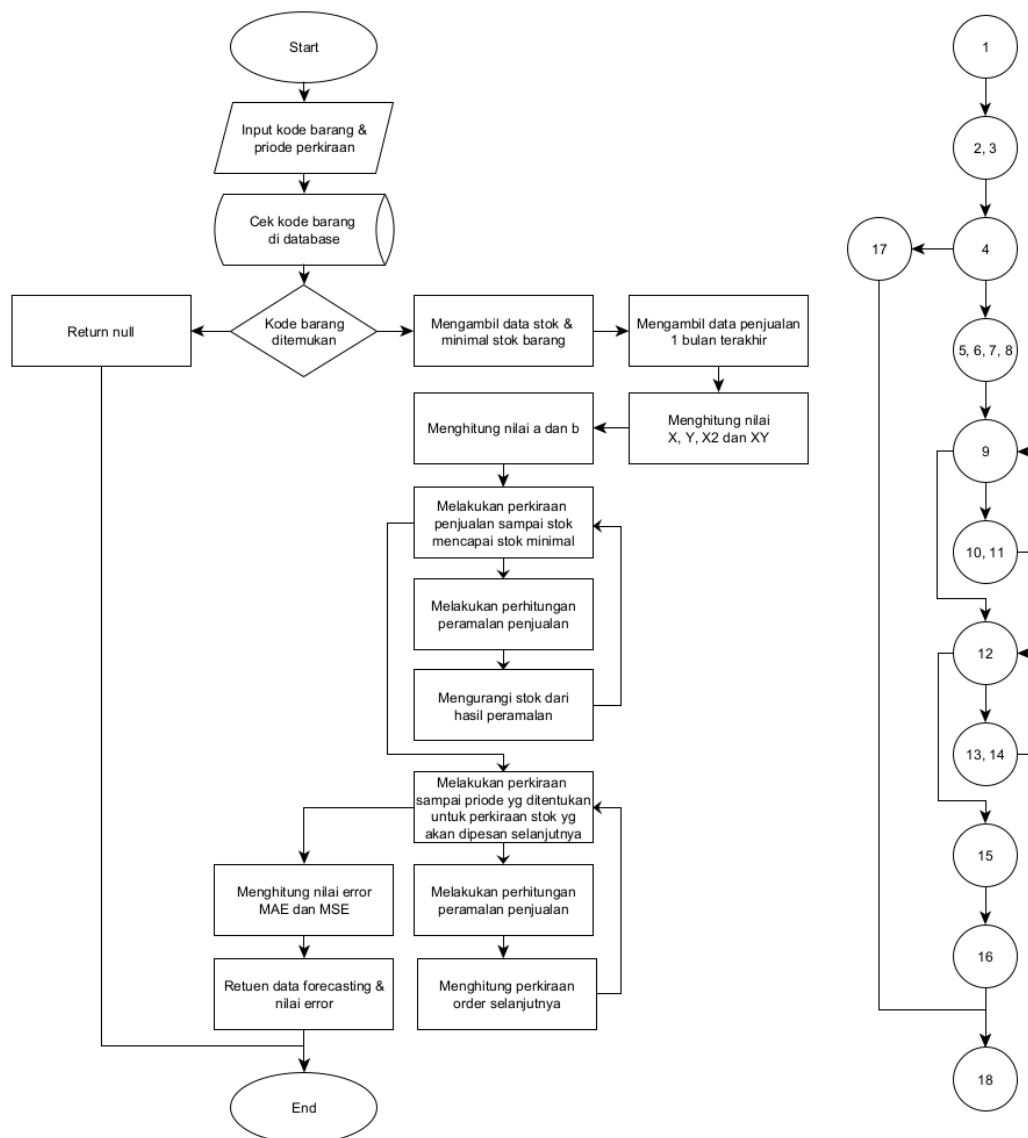 Start
Input kode barang &
priode perkiraan
Cek kode barang
di database
Kode barang
ditemukan
Return null
Mengambil data stok &
minimal stok barang
Mengambil data penjualan
1 bulan terakhir
Menghitung nilai
X, Y, X2 dan XY
Menghitung nilai a dan b
Melakukan perkiraan
penjualan sampai stok
mencapai stok minimal
Melakukan perhitungan
peramalan penjualan
Mengurangi stok dari
hasil peramalan
Melakukan perkiraan
sampai priode yg ditentukan
untuk perkiraan stok yg
akan dipesan selanjutnya
Melakukan perhitungan
peramalan penjualan
Menghitung perkiraan
order selanjutnya
Menghitung nilai error
MAE dan MSE
Retuen data forecasting &
nilai error
End
1
2, 3
4
17
5, 6, 7, 8
9
10, 11
12
13, 14
15
16
18